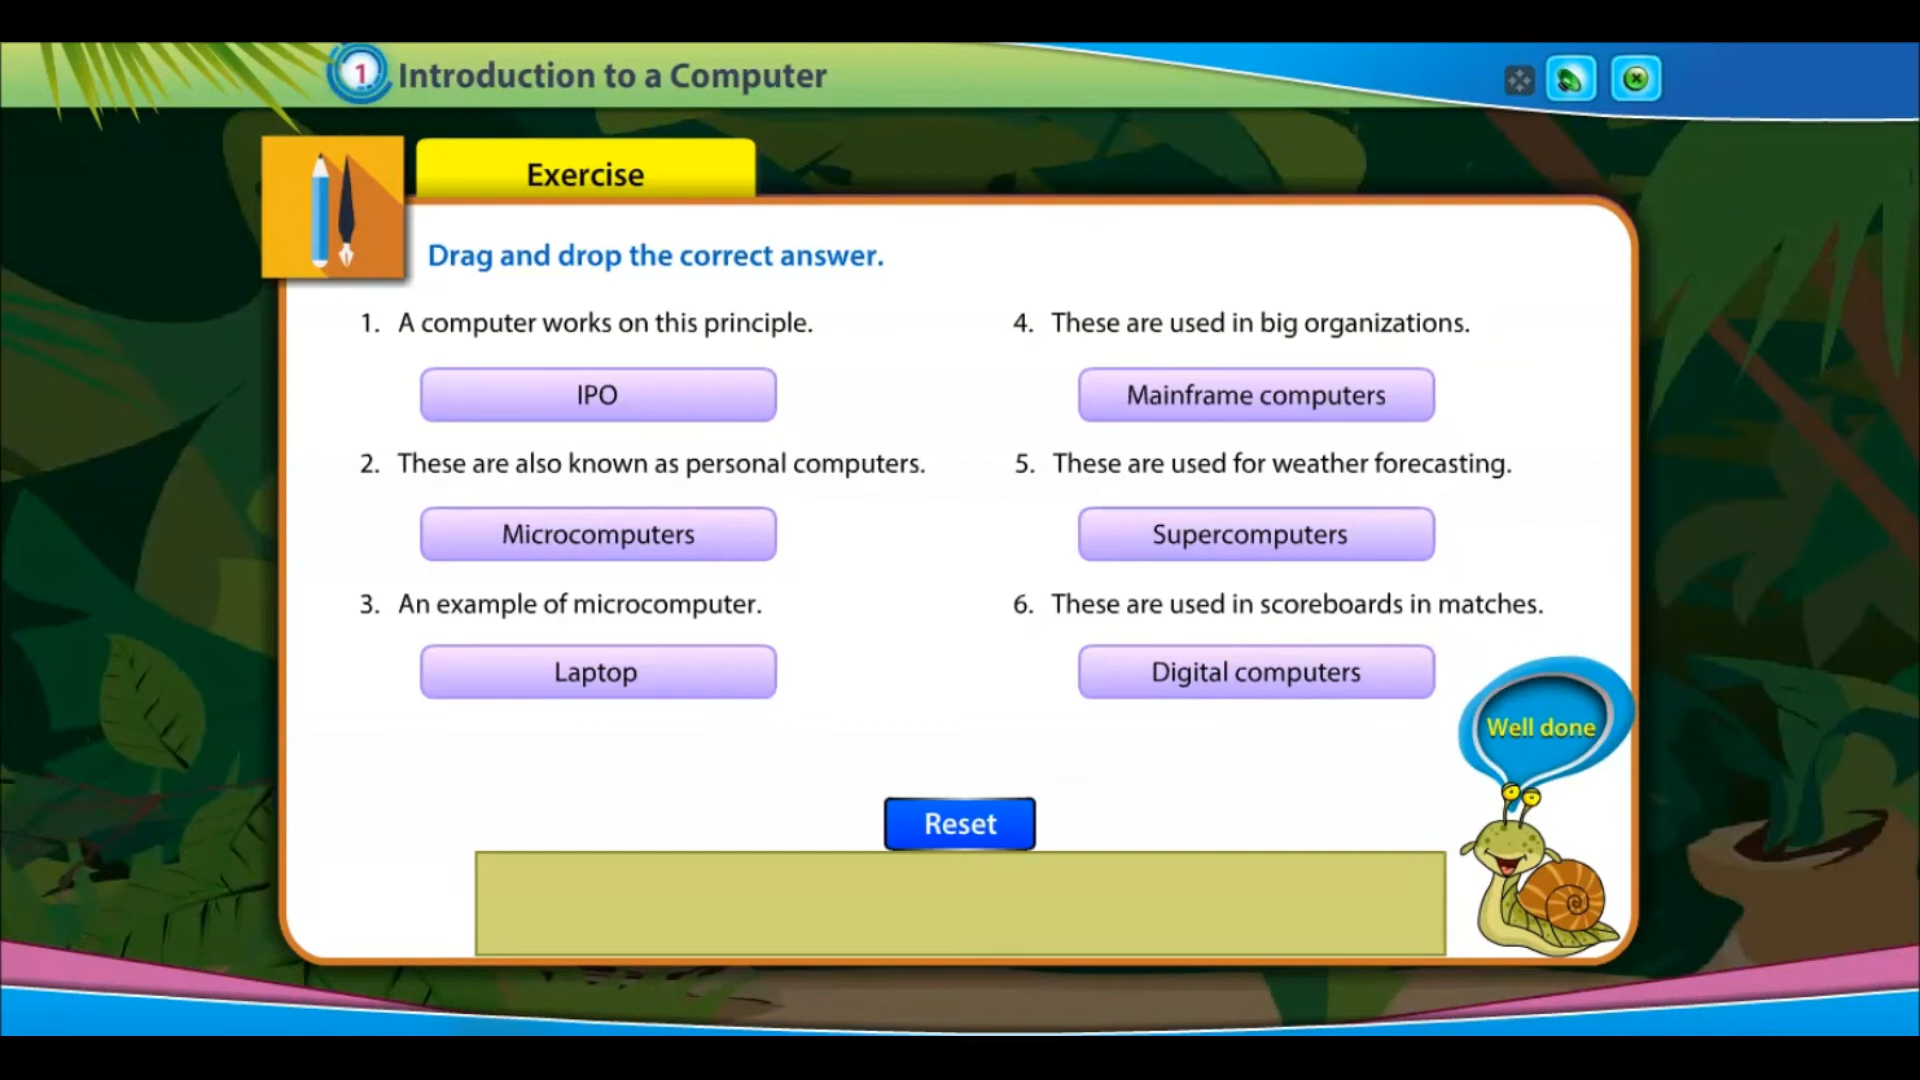 1 Introduction to a Computer
Exercise
Drag and drop the correct answer.
1. A computer works on this principle.
IPO
2. These are also known as personal computers.
Microcomputers
3. An example of microcomputer.
Laptop
4. These are used in big organizations.
Mainframe computers
5. These are used for weather forecasting.
Supercomputers
6. These are used in scoreboards in matches.
Digital computers
Well done
Reset